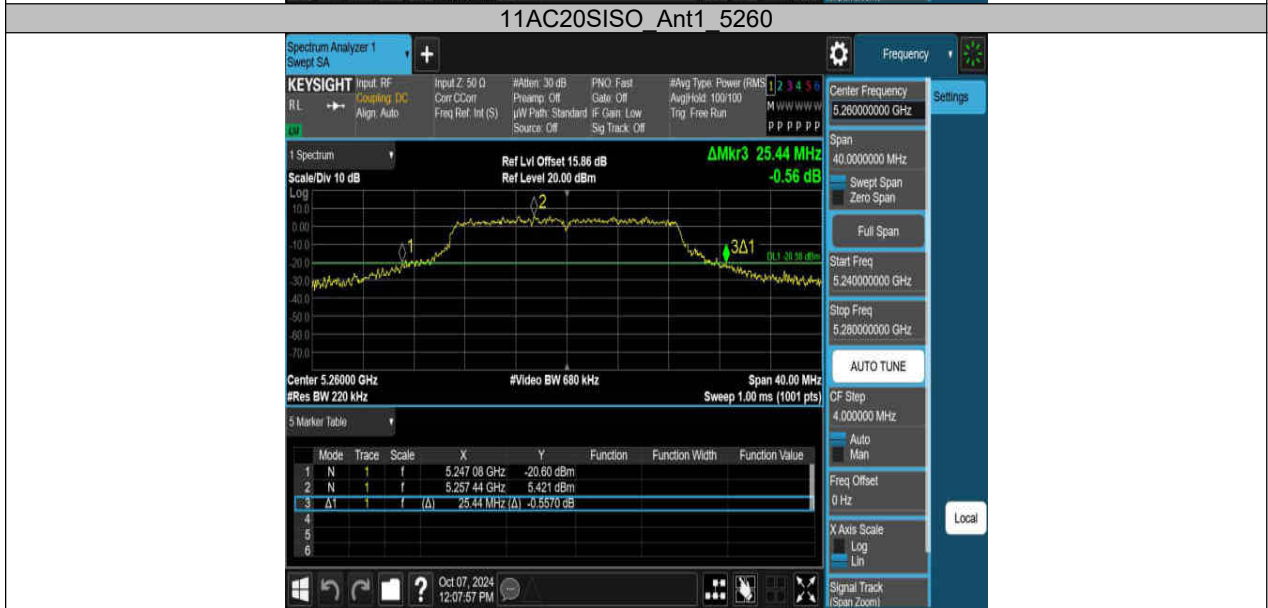 11AC20SISO_Ant1_5260
Spectrum Analyzer 1
Swept SA
+
Frequency
KEYSIGHT Input: RF Input Z: 50 Ω #Atten: 30 dB PNO: Fast #Avg Type: Power (RMS 1 2 3 4 5 6
RL Coupling: DC Corr CCorr Preamp: Off Gate: Off Avg|Hold: 100/100 M W W W W W
Align: Auto Freq Ref: Int (S) µW Path: Standard IF Gain: Low Trig: Free Run
Source: Off Sig Track: Off P P P P P P
Center Frequency
5.260000000 GHz
Settings
Span
40.0000000 MHz
Swept Span
Zero Span
Full Span
Start Freq
5.240000000 GHz
Stop Freq
5.280000000 GHz
AUTO TUNE
CF Step
4.000000 MHz
Auto
Man
Freq Offset
0 Hz
X Axis Scale
Log
Lin
Signal Track
(Span Zoom)
Local
1 Spectrum
Scale/Div 10 dB
Ref Lvl Offset 15.86 dB
Ref Level 20.00 dBm
ΔMkr3 25.44 MHz
-0.56 dB
Log
10.0
0.00
-10.0
-20.0
-30.0
-40.0
-50.0
-60.0
-70.0
1
2
3Δ1
DL1 -20.58 dBm
Center 5.26000 GHz #Video BW 680 kHz Span 40.00 MHz
#Res BW 220 kHz Sweep 1.00 ms (1001 pts)
5 Marker Table
Mode Trace Scale X Y Function Function Width Function Value
1 N 1 f 5.247 08 GHz -20.60 dBm
2 N 1 f 5.257 44 GHz 5.421 dBm
3 Δ1 1 f (Δ) 25.44 MHz (Δ) -0.5570 dB
4
5
6
? Oct 07, 2024
12:07:57 PM